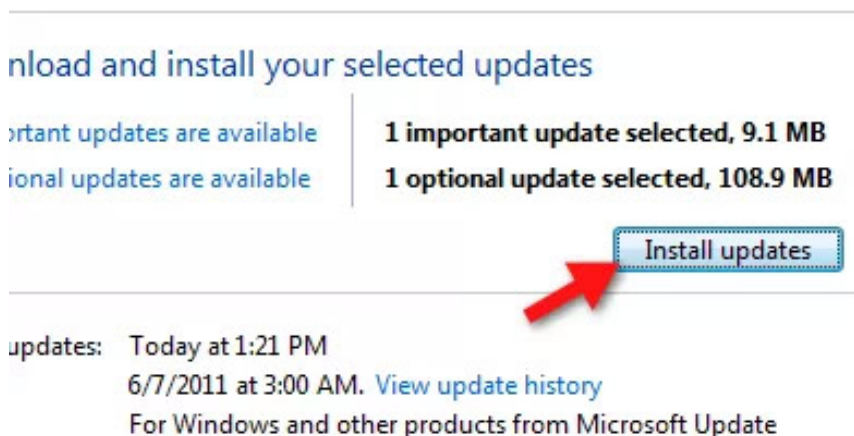 nload and install your selected updates
ortant updates are available 1 important update selected, 9.1 MB
ional updates are available 1 optional update selected, 108.9 MB
Install updates
updates: Today at 1:21 PM
6/7/2011 at 3:00 AM. View update history
For Windows and other products from Microsoft Update